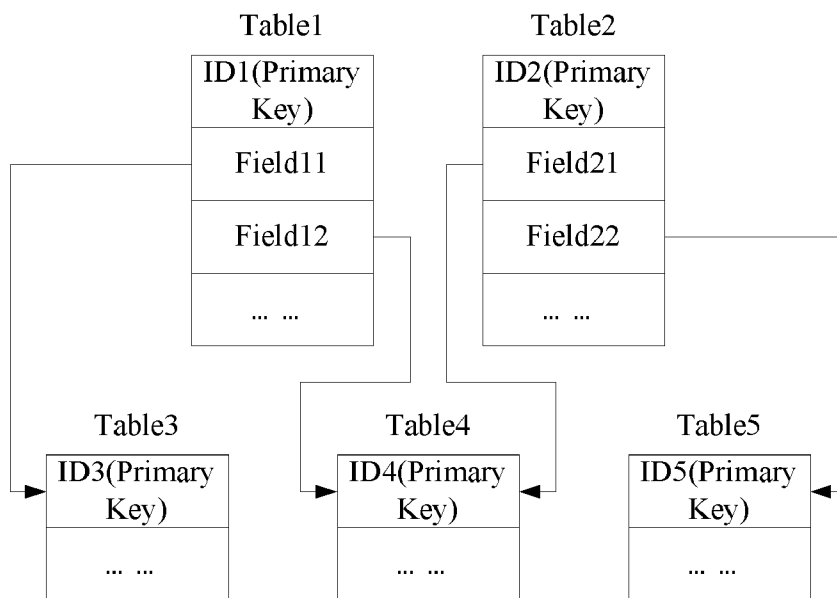 Table1
Table2
ID1(Primary
Key)
ID2(Primary
Key)
Field11
Field21
Field12
Field22
... ...
... ...
Table3
Table4
Table5
ID3(Primary
Key)
ID4(Primary
Key)
ID5(Primary
Key)
... ...
... ...
... ...